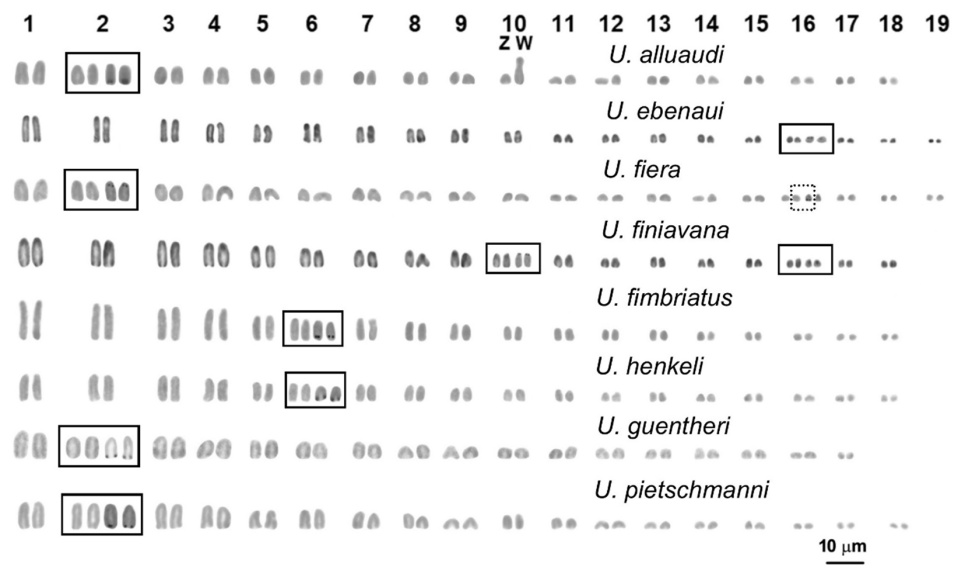 1 2 3 4 5 6 7 8 9 10 11 12 13 14 15 16 17 18 19
Z W
U. alluaudi
U. ebenaui
U. fiera
U. finiavana
U. fimbriatus
U. henkeli
U. guentheri
U. pietschmanni
10 µm